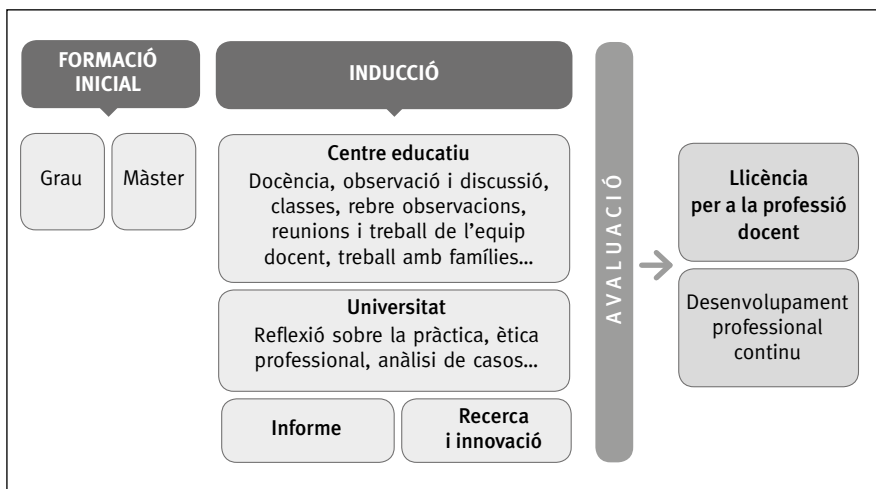 FORMACIÓ
INICIAL
Grau
Màster
INDUCCIÓ
Centre educatiu
Docència, observació i discussió,
classes, rebre observacions,
reunions i treball de l’equip
docent, treball amb famílies...
Universitat
Reflexió sobre la pràctica, ètica
professional, anàlisi de casos...
Informe
Recerca
i innovació
AVALUACIÓ
Llicència
per a la professió
docent
Desenvolupament
professional
continu